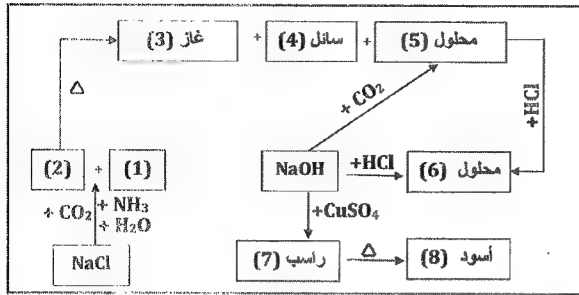 غاز (3) + سائل (4) + محلول (5)
Δ
+ CO₂
+HCl
(2) + (1)
NaOH
+HCl
محلول (6)
+ CO₂
+ NH₃
+ H₂O
+CuSO₄
NaCl
راسب (7)
Δ
أسود (8)